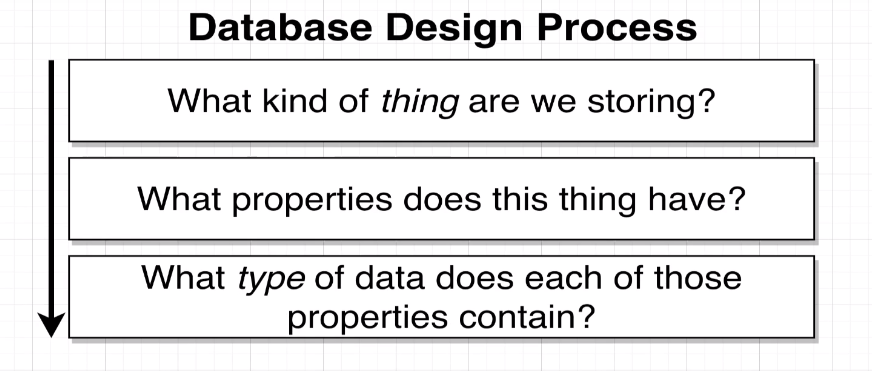 Database Design Process
What kind of thing are we storing?
What properties does this thing have?
What type of data does each of those
properties contain?